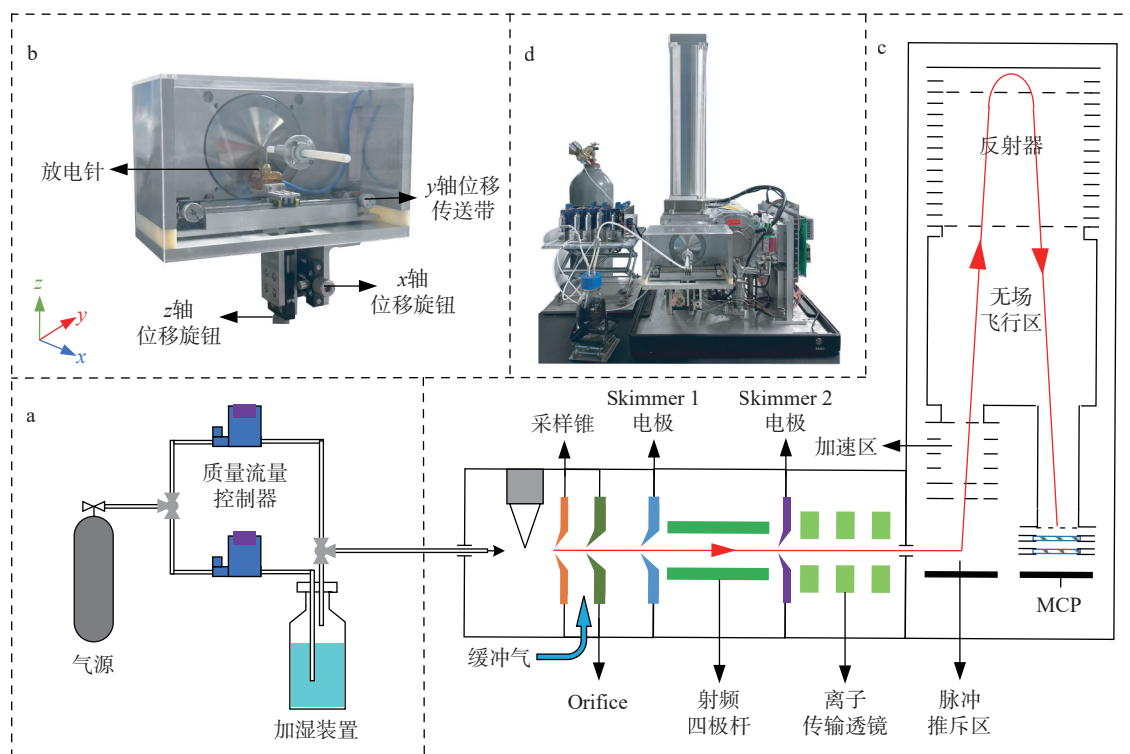 b
放电针
y轴位移
传送带
x轴
位移旋钮
z轴
位移旋钮
z
y
x
d
c
反射器
无场
飞行区
加速区
MCP
脉冲
推斥区
a
质量流量
控制器
气源
加湿装置
采样锥
Skimmer 1
电极
Skimmer 2
电极
缓冲气
Orifice
射频
四极杆
离子
传输透镜